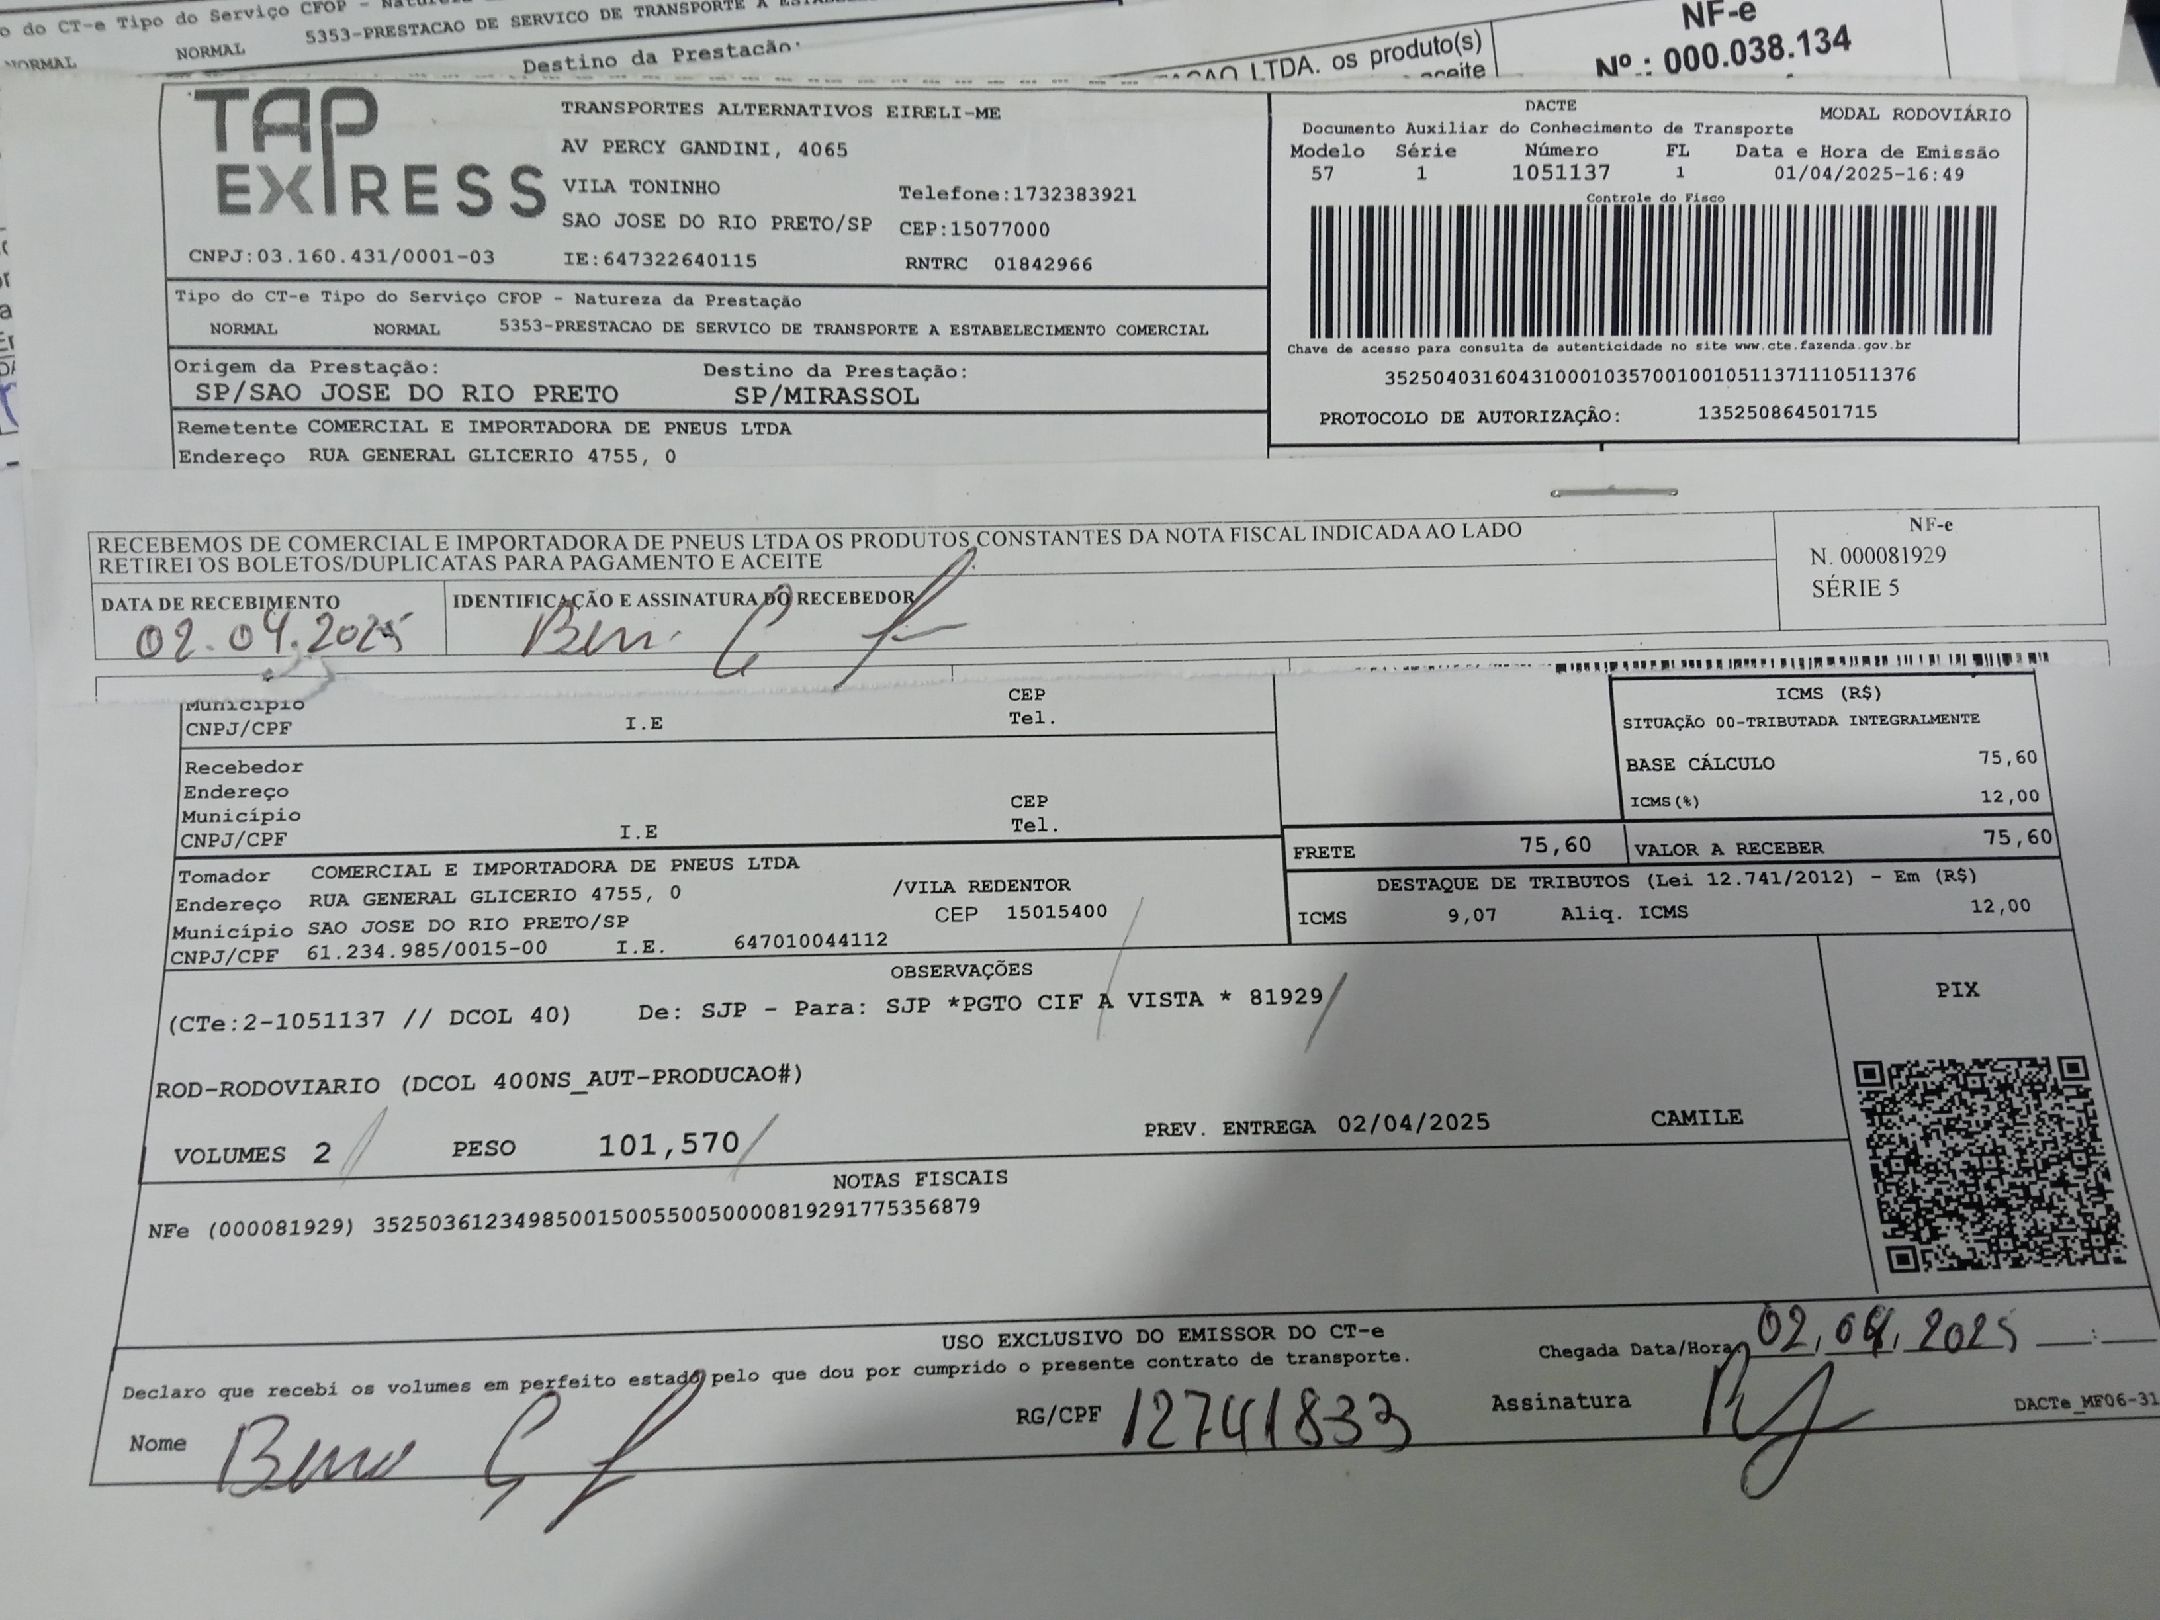 o do CT-e Tipo do Serviço CFOP -
NORMAL NORMAL 5353-PRESTACAO DE SERVICO DE TRANSPORTE A
Destino da Prestação:
LTDA. os produto(s)
aceite
NF-e
Nº.: 000.038.134
TAP EXPRESS
CNPJ:03.160.431/0001-03
TRANSPORTES ALTERNATIVOS EIRELI-ME
AV PERCY GANDINI, 4065
VILA TONINHO Telefone:1732383921
SAO JOSE DO RIO PRETO/SP CEP:15077000
IE:647322640115 RNTRC 01842966
DACTE MODAL RODOVIÁRIO
Documento Auxiliar do Conhecimento de Transporte
Modelo Série Número FL Data e Hora de Emissão
57 1 1051137 1 01/04/2025-16:49
Controle do Fisco
Chave de acesso para consulta de autenticidade no site www.cte.fazenda.gov.br
35250403160431000103570010010511371110511376
PROTOCOLO DE AUTORIZAÇÃO: 135250864501715
Tipo do CT-e Tipo do Serviço CFOP - Natureza da Prestação
NORMAL NORMAL 5353-PRESTACAO DE SERVICO DE TRANSPORTE A ESTABELECIMENTO COMERCIAL
Origem da Prestação: Destino da Prestação:
SP/SAO JOSE DO RIO PRETO SP/MIRASSOL
Remetente COMERCIAL E IMPORTADORA DE PNEUS LTDA
Endereço RUA GENERAL GLICERIO 4755, 0
RECEBEMOS DE COMERCIAL E IMPORTADORA DE PNEUS LTDA OS PRODUTOS CONSTANTES DA NOTA FISCAL INDICADA AO LADO
RETIREI OS BOLETOS/DUPLICATAS PARA PAGAMENTO E ACEITE
NF-e
N. 000081929
SÉRIE 5
DATA DE RECEBIMENTO IDENTIFICAÇÃO E ASSINATURA DO RECEBEDOR
02.04.2025
Município CEP
CNPJ/CPF I.E Tel.
Recebedor
Endereço
Município CEP
CNPJ/CPF I.E Tel.
ICMS (R$)
SITUAÇÃO 00-TRIBUTADA INTEGRALMENTE
BASE CÁLCULO 75,60
ICMS(%) 12,00
FRETE 75,60 VALOR A RECEBER 75,60
DESTAQUE DE TRIBUTOS (Lei 12.741/2012) - Em (R$)
ICMS 9,07 Aliq. ICMS 12,00
Tomador COMERCIAL E IMPORTADORA DE PNEUS LTDA
Endereço RUA GENERAL GLICERIO 4755, 0 /VILA REDENTOR
Município SAO JOSE DO RIO PRETO/SP CEP 15015400
CNPJ/CPF 61.234.985/0015-00 I.E. 647010044112
OBSERVAÇÕES
(CTe:2-1051137 // DCOL 40) De: SJP - Para: SJP *PGTO CIF A VISTA * 81929
ROD-RODOVIARIO (DCOL 400NS_AUT-PRODUCAO#)
VOLUMES 2 PESO 101,570 PREV. ENTREGA 02/04/2025 CAMILE
PIX
NOTAS FISCAIS
NFe (000081929) 35250361234985001500550050000819291775356879
USO EXCLUSIVO DO EMISSOR DO CT-e
Declaro que recebi os volumes em perfeito estado pelo que dou por cumprido o presente contrato de transporte.
Chegada Data/Hora 02,04,2025 __:__
Nome RG/CPF 12741833 Assinatura
DACTe_MF06-31